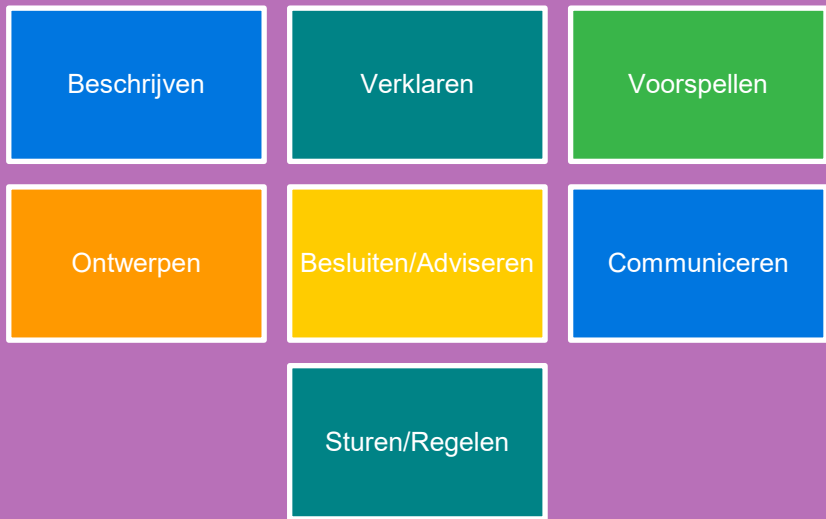 Beschrijven
Verklaren
Voorspellen
Ontwerpen
Besluiten/Adviseren
Communiceren
Sturen/Regelen